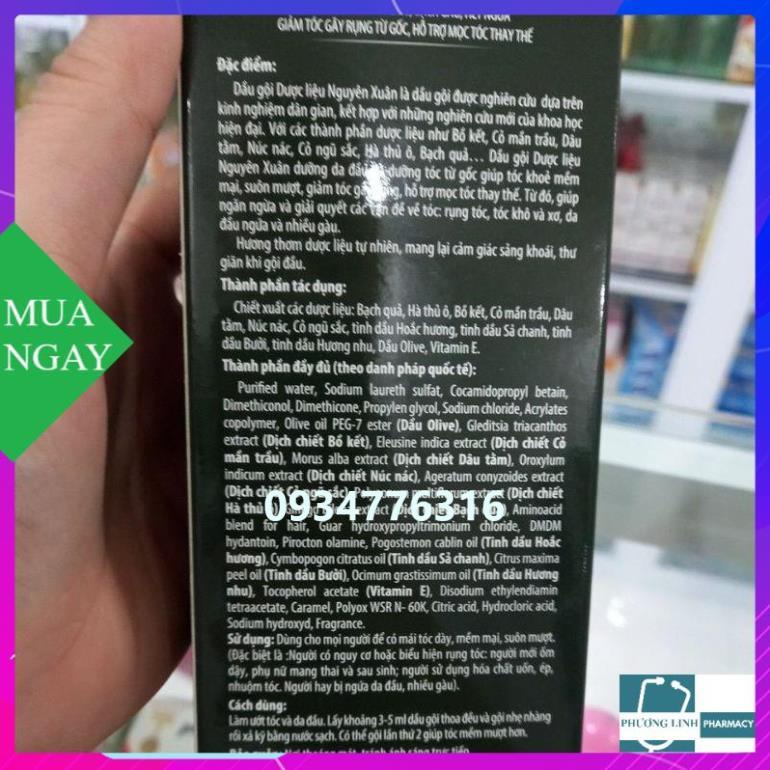 GIẢM TÓC GÃY RỤNG TỪ GỐC, HỖ TRỢ MỌC TÓC THAY THẾ
Đặc điểm:
Dầu gội Dược liệu Nguyên Xuân là dầu gội được nghiên cứu dựa trên
kinh nghiệm dân gian, kết hợp với những nghiên cứu mới của khoa học
hiện đại. Với các thành phần dược liệu như Bồ kết, Cỏ mần trầu, Dâu
tằm, Núc nác, Cỏ ngũ sắc, Hà thủ ô, Bạch quả... Dầu gội Dược liệu
Nguyên Xuân dưỡng da đầu, dưỡng tóc từ gốc giúp tóc khoẻ mềm
mại, suôn mượt, giảm tóc gãy rụng, hỗ trợ mọc tóc thay thế. Từ đó, giúp
ngăn ngừa và giải quyết các vấn đề về tóc: rụng tóc, tóc khô và xơ, da
đầu ngứa và nhiều gàu.
Hương thơm dược liệu tự nhiên, mang lại cảm giác sảng khoái, thư
giãn khi gội đầu.
Thành phần tác dụng:
Chiết xuất các dược liệu: Bạch quả, Hà thủ ô, Bồ kết, Cỏ mần trầu, Dâu
tằm, Núc nác, Cỏ ngũ sắc, tinh dầu Hoắc hương, tinh dầu Sả chanh, tinh
dầu Bưởi, tinh dầu Hương nhu, Dầu Olive, Vitamin E.
MUA
NGAY
Thành phần đầy đủ (theo danh pháp quốc tế):
Purified water, Sodium laureth sulfat, Cocamidopropyl betain,
Dimethiconol, Dimethicone, Propylen glycol, Sodium chloride, Acrylates
copolymer, Olive oil PEG-7 ester (Dầu Olive), Gleditsia triacanthos
extract (Dịch chiết Bồ kết), Eleusine indica extract (Dịch chiết Cỏ
mần trầu), Morus alba extract (Dịch chiết Dâu tằm), Oroxylum
indicum extract (Dịch chiết Núc nác), Ageratum conyzoides extract
(Dịch chiết extract (Dịch chiết
Hà thủ extract Aminoacid
0934776316
blend for hair, Guar hydroxypropyltrimonium chloride, DMDM
hydantoin, Pirocton olamine, Pogostemon cablin oil (Tinh dầu Hoắc
hương), Cymbopogon citratus oil (Tinh dầu Sả chanh), Citrus maxima
peel oil (Tinh dầu Bưởi), Ocimum grastissimum oil (Tinh dầu Hương
nhu), Tocopherol acetate (Vitamin E), Disodium ethylendiamin
tetraacetate, Caramel, Polyox WSR N- 60K, Citric acid, Hydrocloric acid,
Sodium hydroxyd, Fragrance.
Sử dụng: Dùng cho mọi người để có mái tóc dày, mềm mại, suôn mượt.
(Đặc biệt là :Người có nguy cơ hoặc biểu hiện rụng tóc: người mới ốm
dậy, phụ nữ mang thai và sau sinh; người sử dụng hóa chất uốn, ép,
nhuộm tóc. Người hay bị ngứa da đầu, nhiều gàu).
Cách dùng:
Làm ướt tóc và da đầu. Lấy khoảng 3-5 ml dầu gội thoa đều và gội nhẹ nhàng
rồi xả kỹ bằng nước sạch. Có thể gội lần thứ 2 giúp tóc mềm mượt hơn.
PHƯƠNG LINH PHARMACY